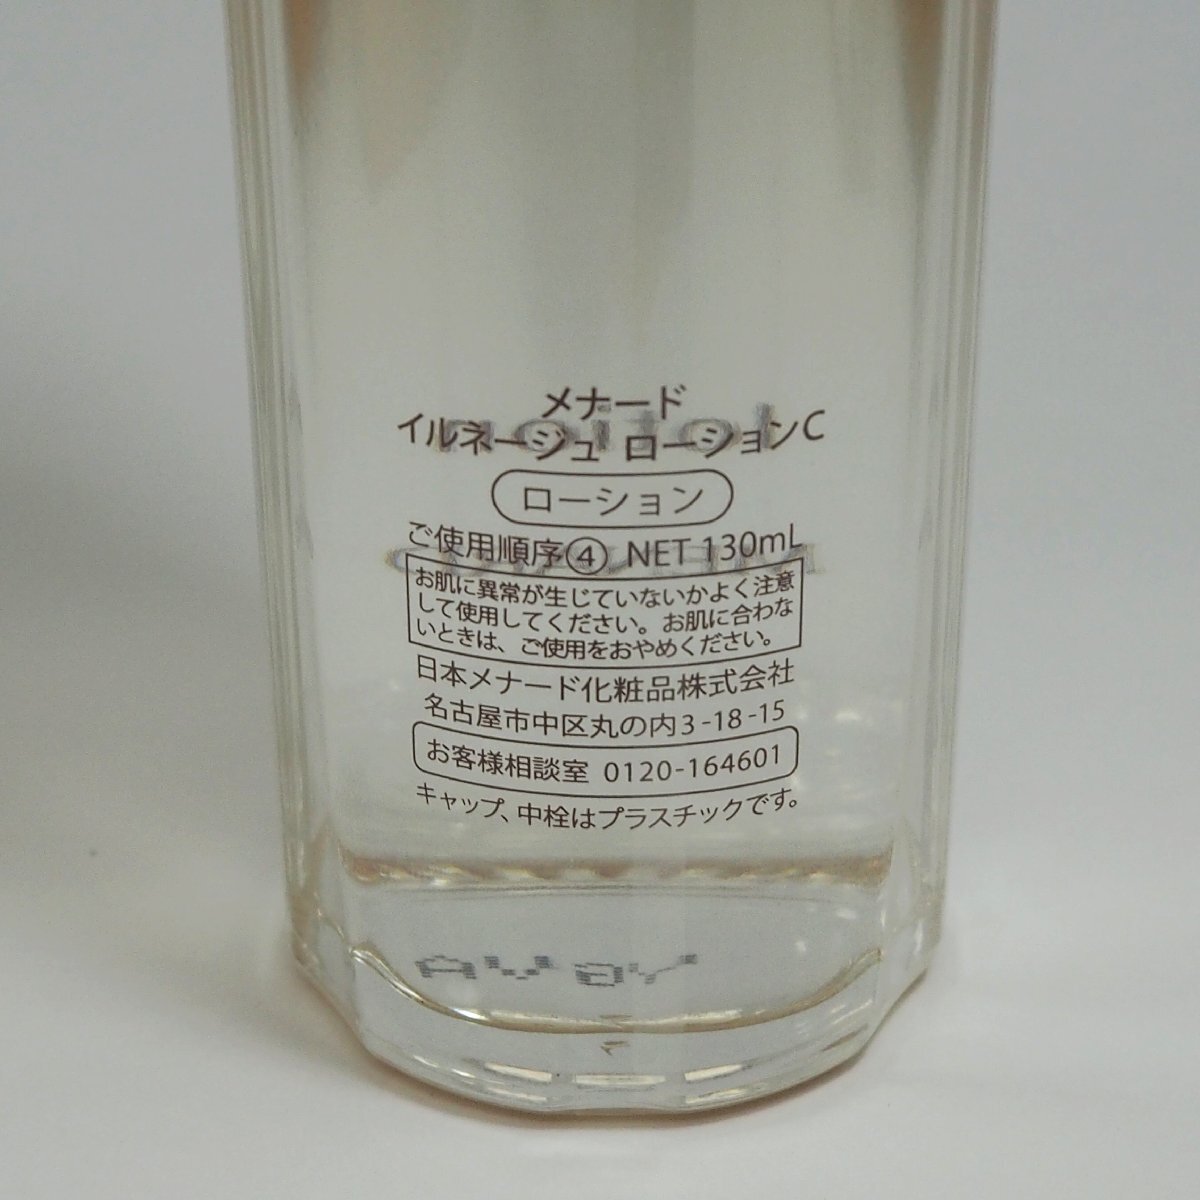 メナード
イルネージュ ローションC
ローション
ご使用順序④ NET 130mL
お肌に異常が生じていないかよく注意
して使用してください。お肌に合わな
いときは、ご使用をおやめください。
日本メナード化粧品株式会社
名古屋市中区丸の内3-18-15
お客様相談室 0120-164601
キャップ、中栓はプラスチックです。